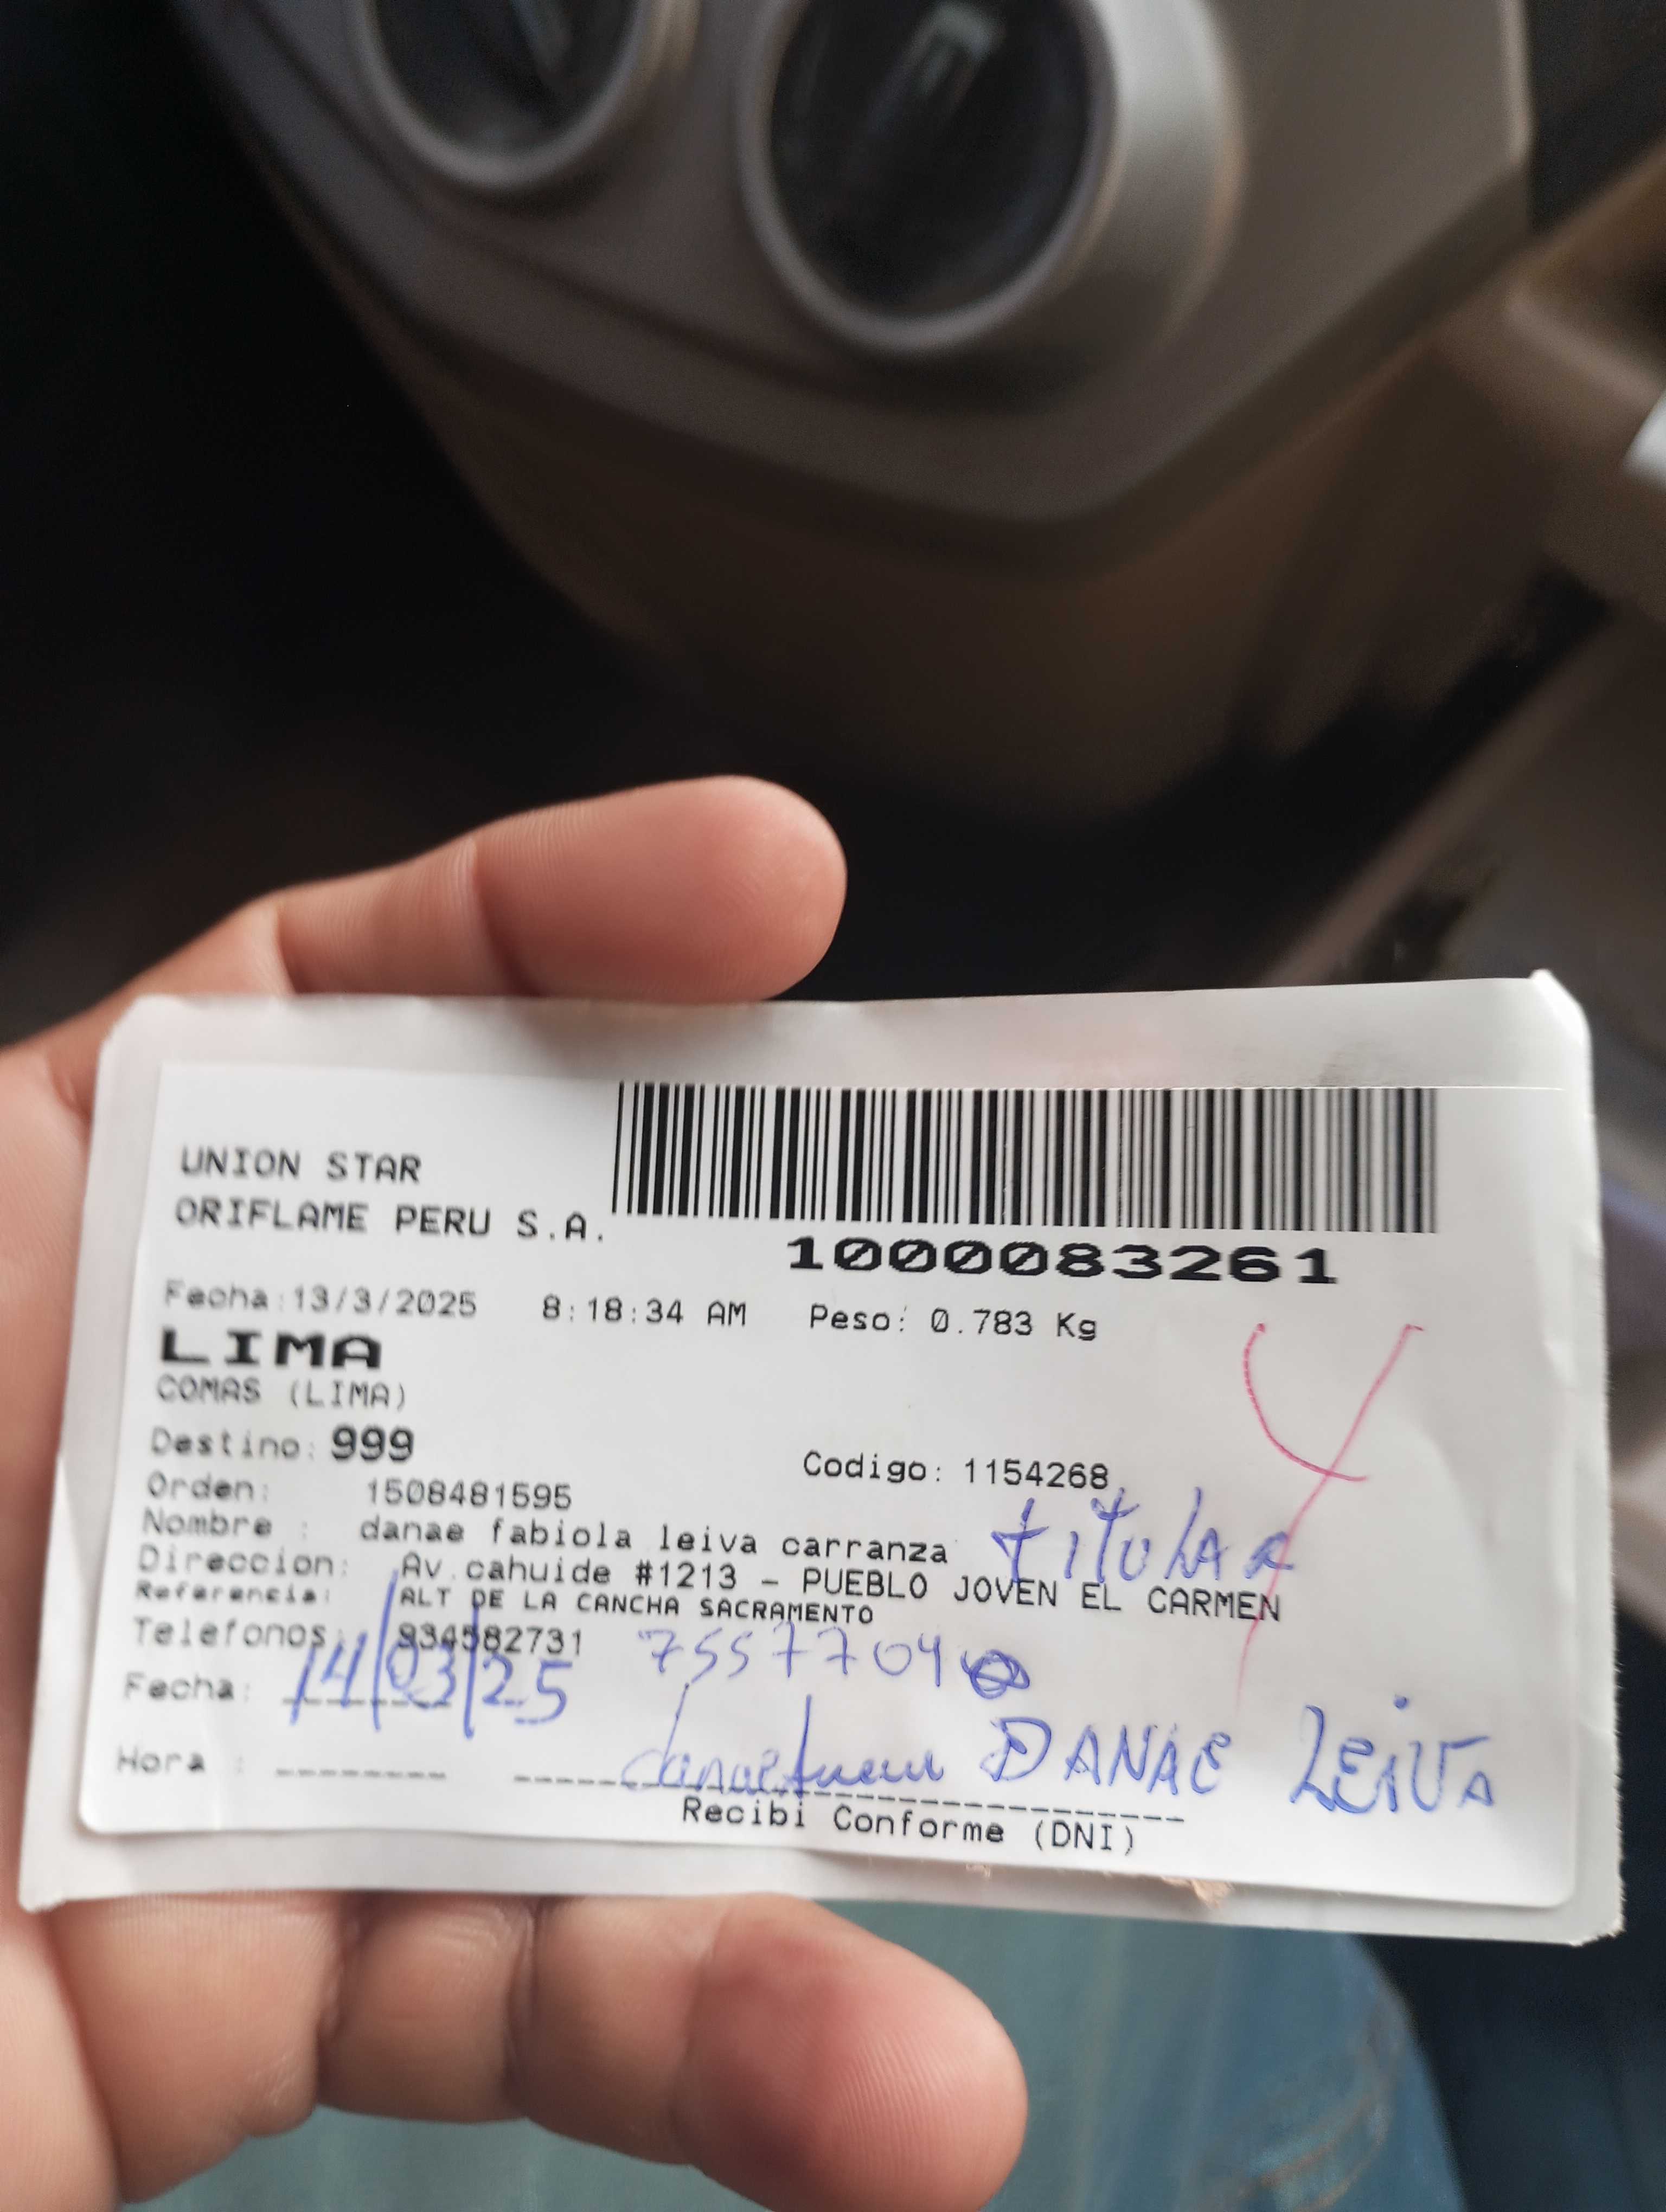 UNION STAR
ORIFLAME PERU S.A.
1000083261
Fecha:13/3/2025 8:18:34 AM Peso: 0.783 Kg
LIMA
COMAS (LIMA)
Destino: 999
Codigo: 1154268
Orden: 1508481595
Nombre : danae fabiola leiva carranza TITULAR
Direccion: Av.cahuide #1213 - PUEBLO JOVEN EL CARMEN
Referencia: ALT DE LA CANCHA SACRAMENTO
Telefonos: 934582731 7557704
Fecha: 14/03/25
Hora : DANAE LEIVA
Recibi Conforme (DNI)